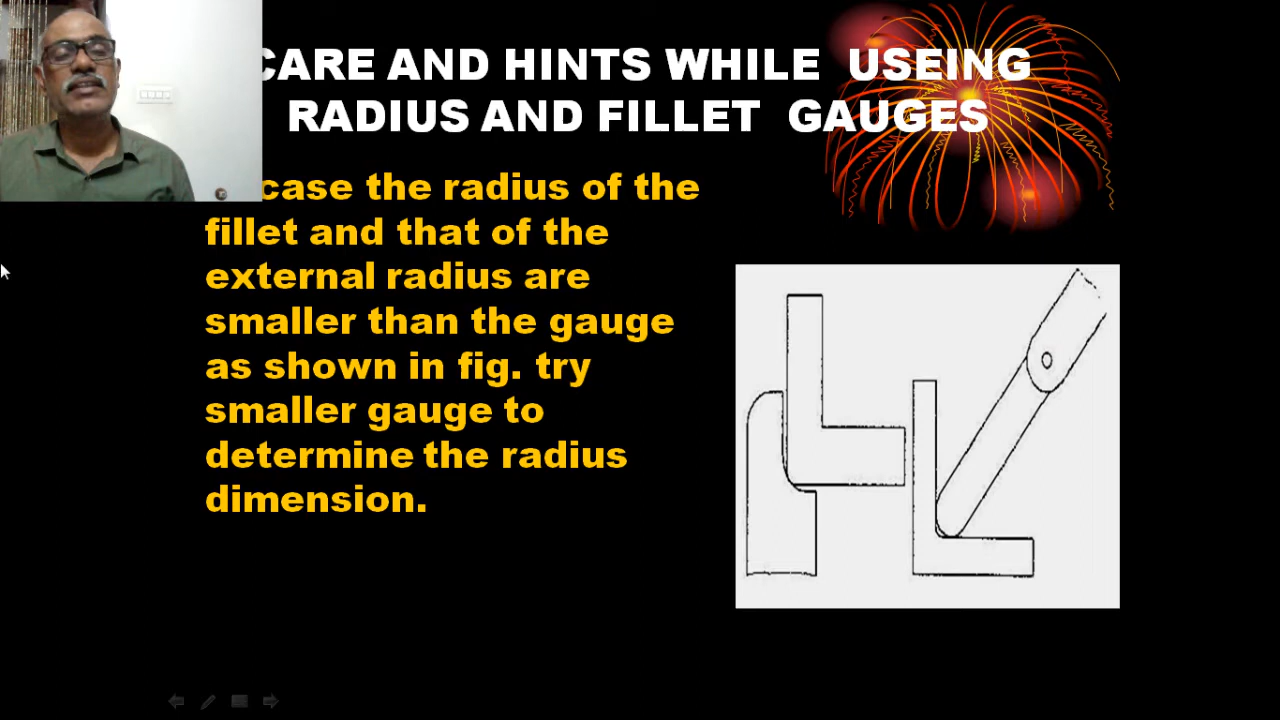 CARE AND HINTS WHILE USEING
RADIUS AND FILLET GAUGES
case the radius of the
fillet and that of the
external radius are
smaller than the gauge
as shown in fig. try
smaller gauge to
determine the radius
dimension.